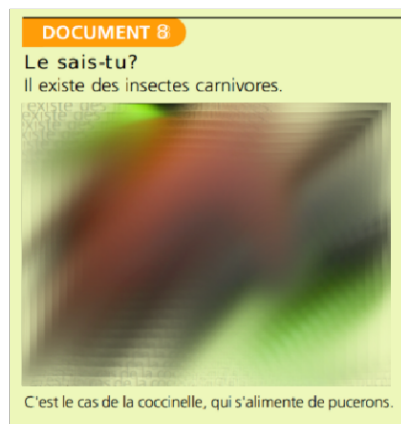 DOCUMENT 8
Le sais-tu?
Il existe des insectes carnivores.
C'est le cas de la coccinelle, qui s'alimente de pucerons.